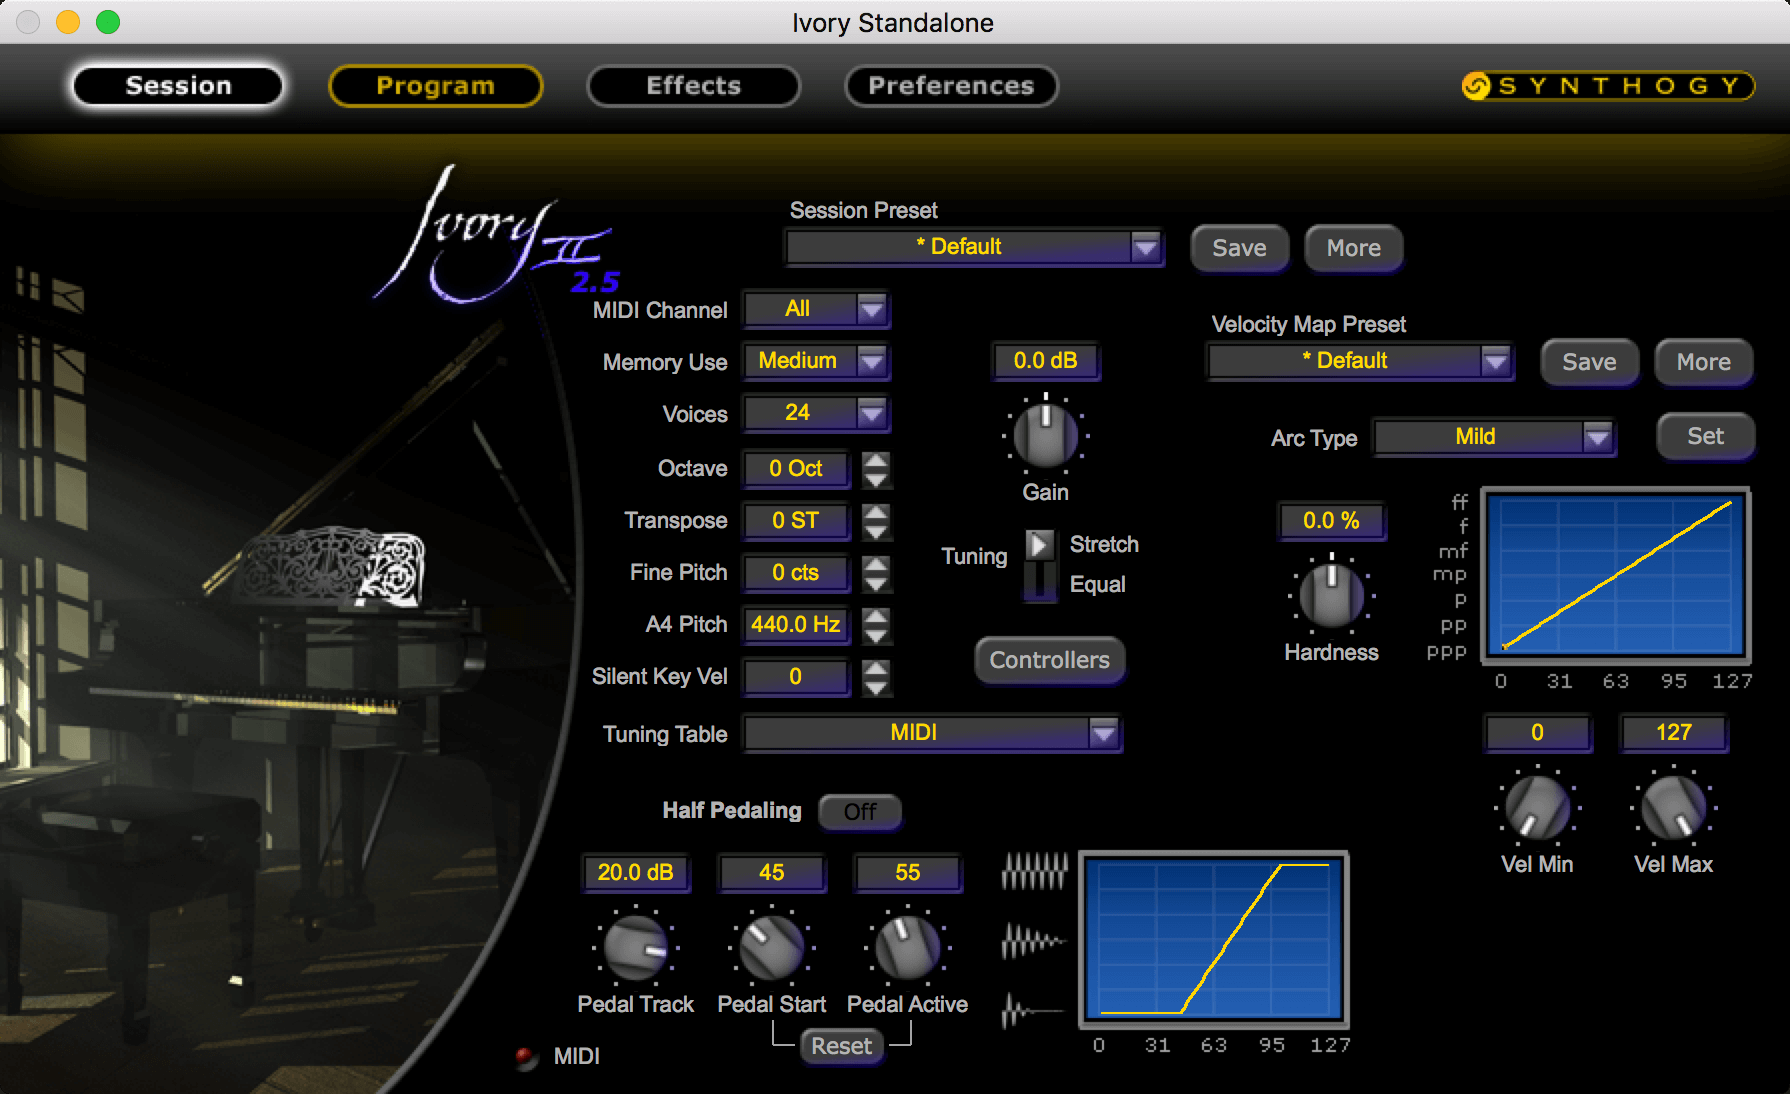 Ivory Standalone
Session Program Effects Preferences SYNTHOGY
Ivory II
2.5
Session Preset
* Default Save More
MIDI Channel All
Memory Use Medium
Voices 24
Octave 0 Oct
Transpose 0 ST
Fine Pitch 0 cts
A4 Pitch 440.0 Hz
Silent Key Vel 0
Tuning Table MIDI
0.0 dB
Gain
Tuning Stretch
Equal
Controllers
Velocity Map Preset
* Default Save More
Arc Type Mild Set
0.0 %
Hardness
ff
f
mf
mp
p
pp
ppp
0 31 63 95 127
0 127
Vel Min Vel Max
Half Pedaling Off
20.0 dB 45 55
Pedal Track Pedal Start Pedal Active
Reset
0 31 63 95 127
MIDI